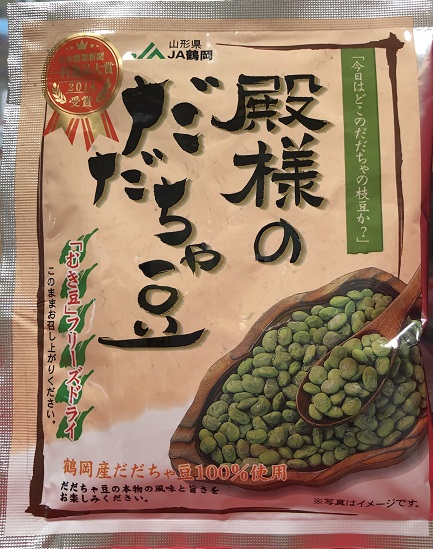 山形県
JA鶴岡
2014
受賞
「今日はどこのだだちゃの枝豆か?」
殿様の
だだちゃ豆
「むき豆」フリーズドライ
このままお召し上がりください。
鶴岡産だだちゃ豆100%使用
だだちゃ豆の本物の風味と旨さを
お楽しみください。
※写真はイメージです。